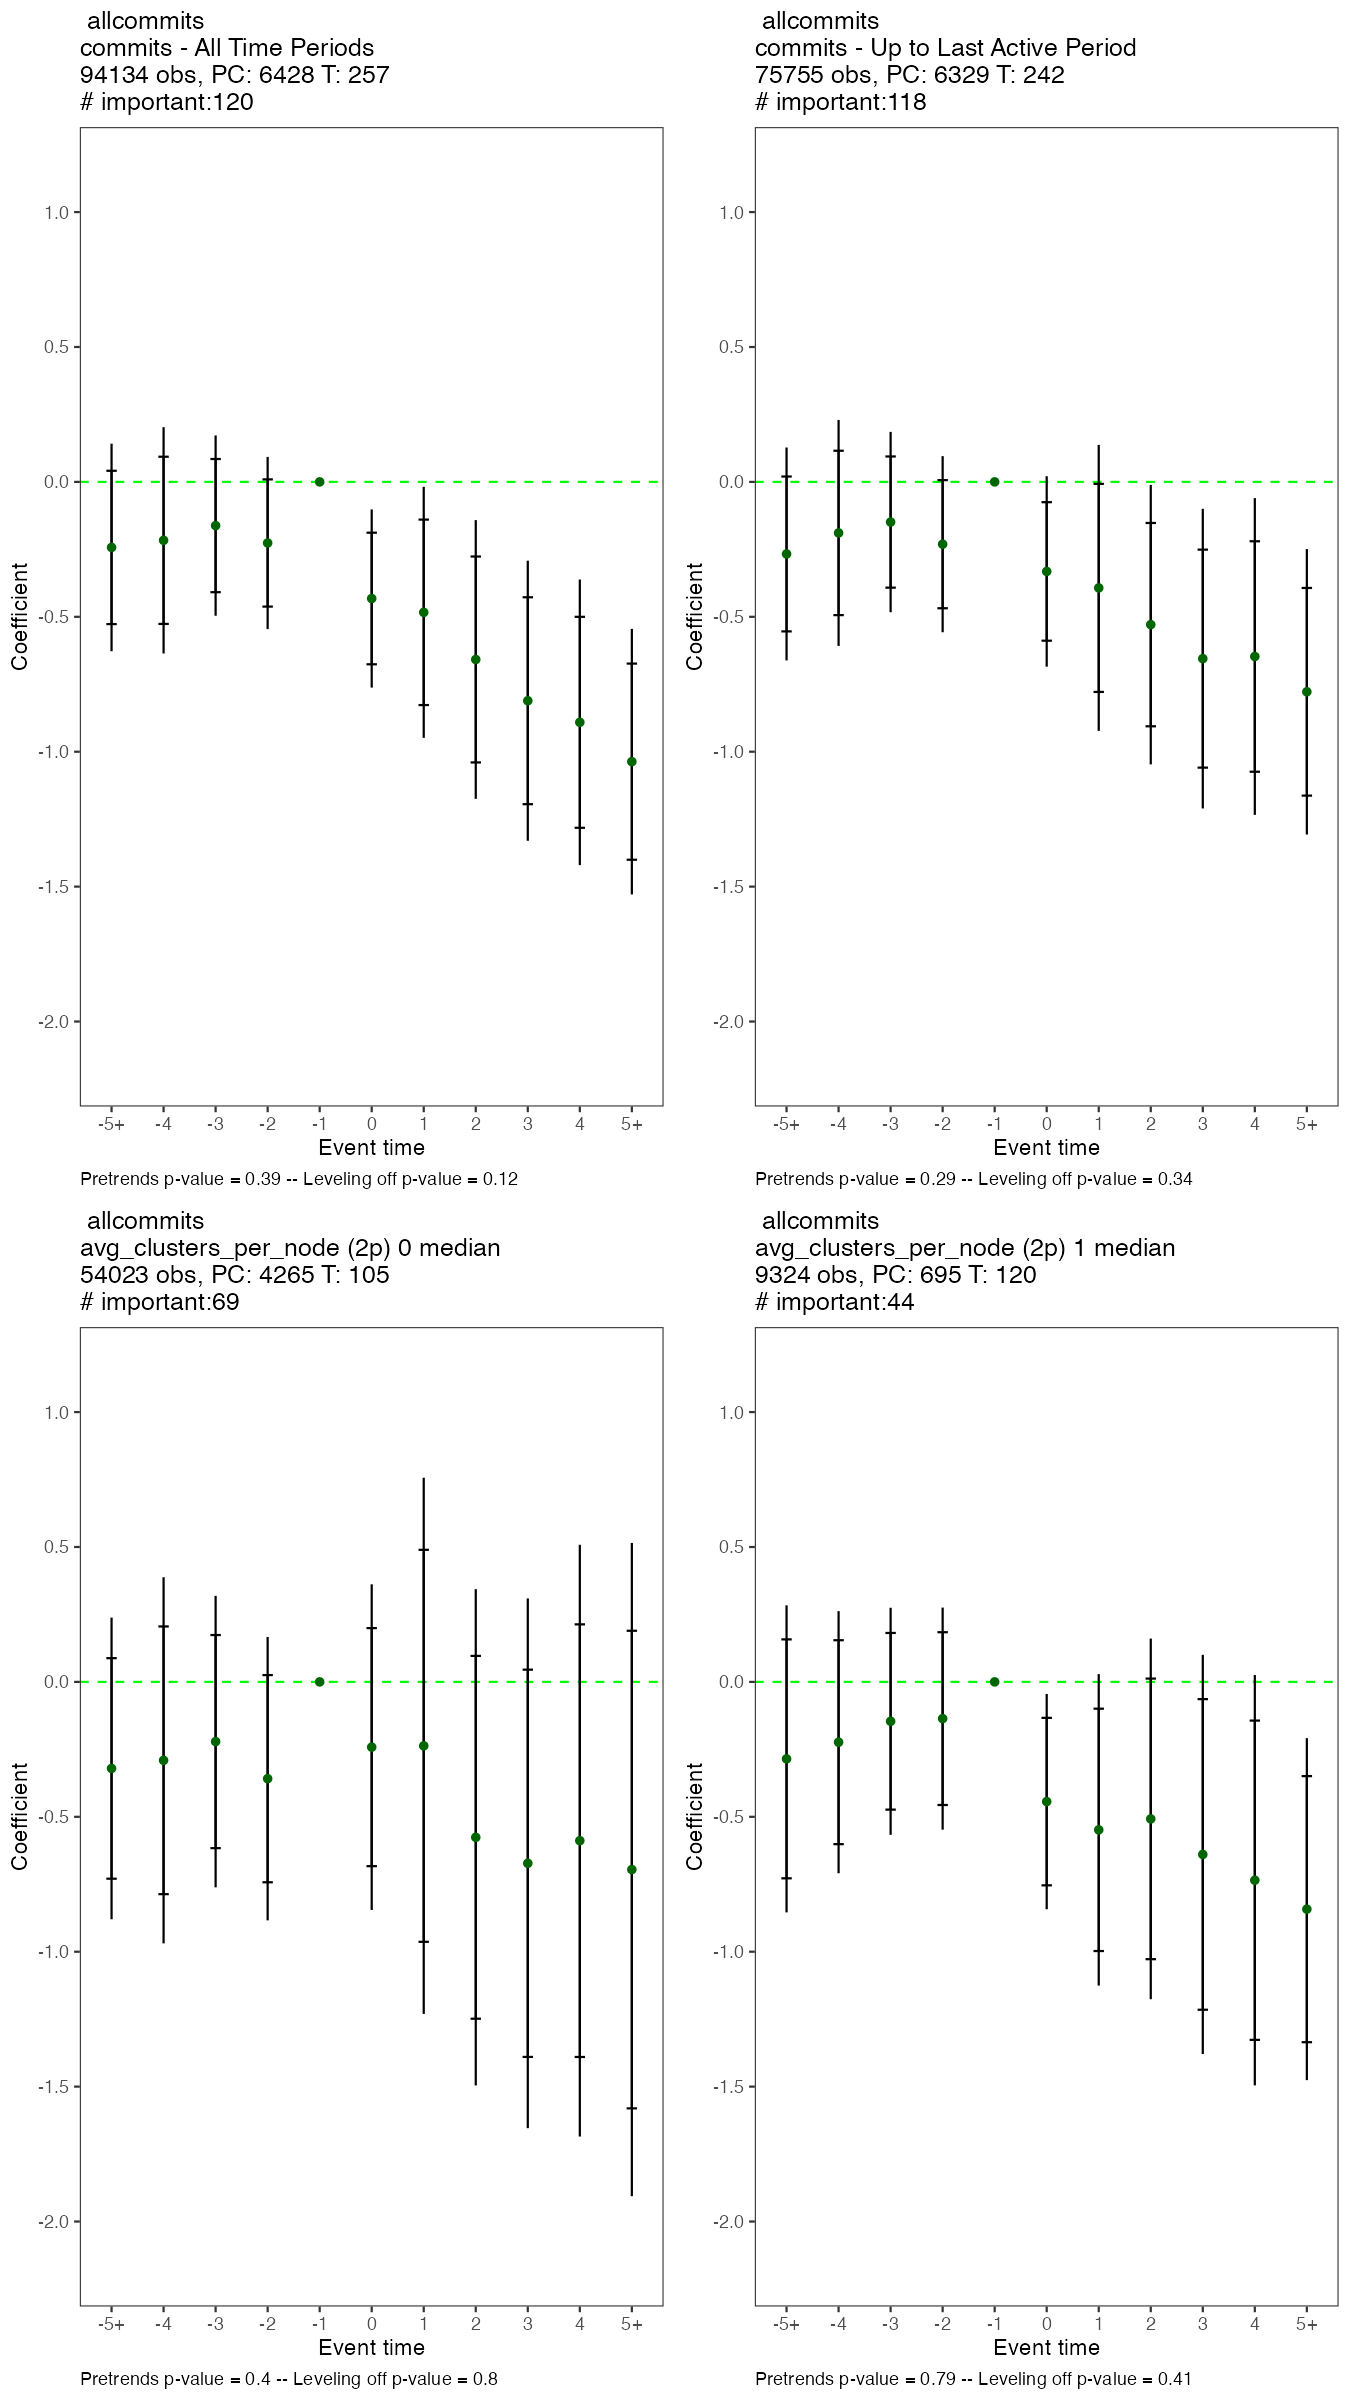 allcommits
commits - All Time Periods
94134 obs, PC: 6428 T: 257
# important:120
1.0
0.5
0.0
-0.5
-1.0
-1.5
-2.0
Coefficient
-5+ -4 -3 -2 -1 0 1 2 3 4 5+
Event time
Pretrends p-value = 0.39 -- Leveling off p-value = 0.12
allcommits
commits - Up to Last Active Period
75755 obs, PC: 6329 T: 242
# important:118
1.0
0.5
0.0
-0.5
-1.0
-1.5
-2.0
Coefficient
-5+ -4 -3 -2 -1 0 1 2 3 4 5+
Event time
Pretrends p-value = 0.29 -- Leveling off p-value = 0.34
allcommits
avg_clusters_per_node (2p) 0 median
54023 obs, PC: 4265 T: 105
# important:69
1.0
0.5
0.0
-0.5
-1.0
-1.5
-2.0
Coefficient
-5+ -4 -3 -2 -1 0 1 2 3 4 5+
Event time
Pretrends p-value = 0.4 -- Leveling off p-value = 0.8
allcommits
avg_clusters_per_node (2p) 1 median
9324 obs, PC: 695 T: 120
# important:44
1.0
0.5
0.0
-0.5
-1.0
-1.5
-2.0
Coefficient
-5+ -4 -3 -2 -1 0 1 2 3 4 5+
Event time
Pretrends p-value = 0.79 -- Leveling off p-value = 0.41